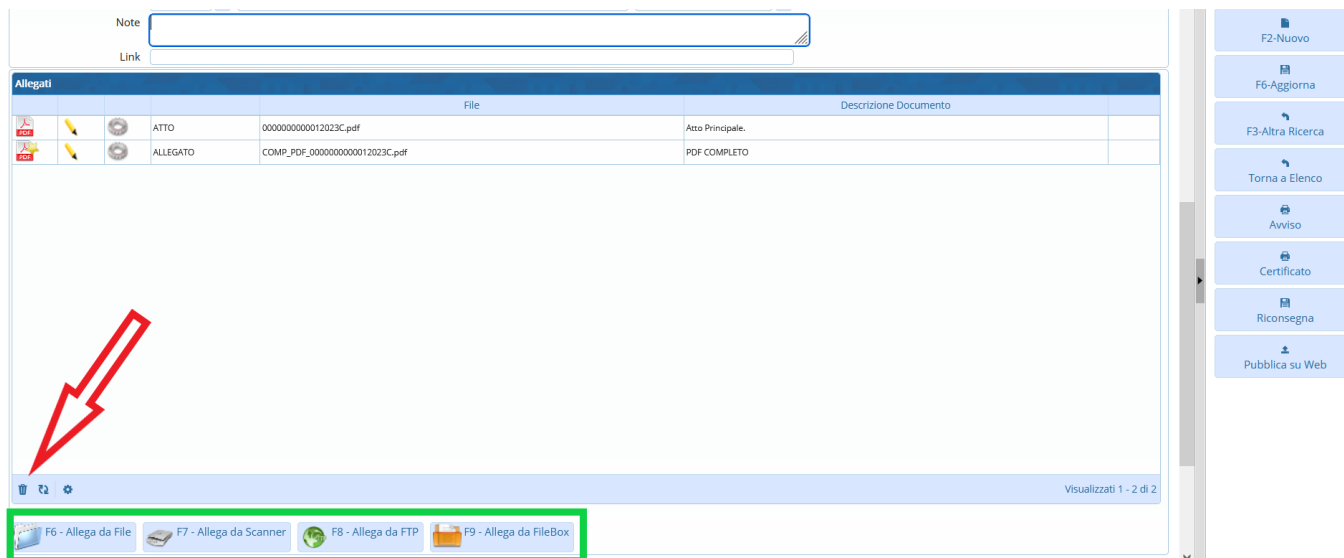 Note
Link
Allegati
File Descrizione Documento
PDF ATTO 0000000000012023C.pdf Atto Principale.
PDF ALLEGATO COMP_PDF_0000000000012023C.pdf PDF COMPLETO
Visualizzati 1 - 2 di 2
F6 - Allega da File F7 - Allega da Scanner F8 - Allega da FTP F9 - Allega da FileBox
F2-Nuovo
F6-Aggiorna
F3-Altra Ricerca
Torna a Elenco
Avviso
Certificato
Riconsegna
Pubblica su Web